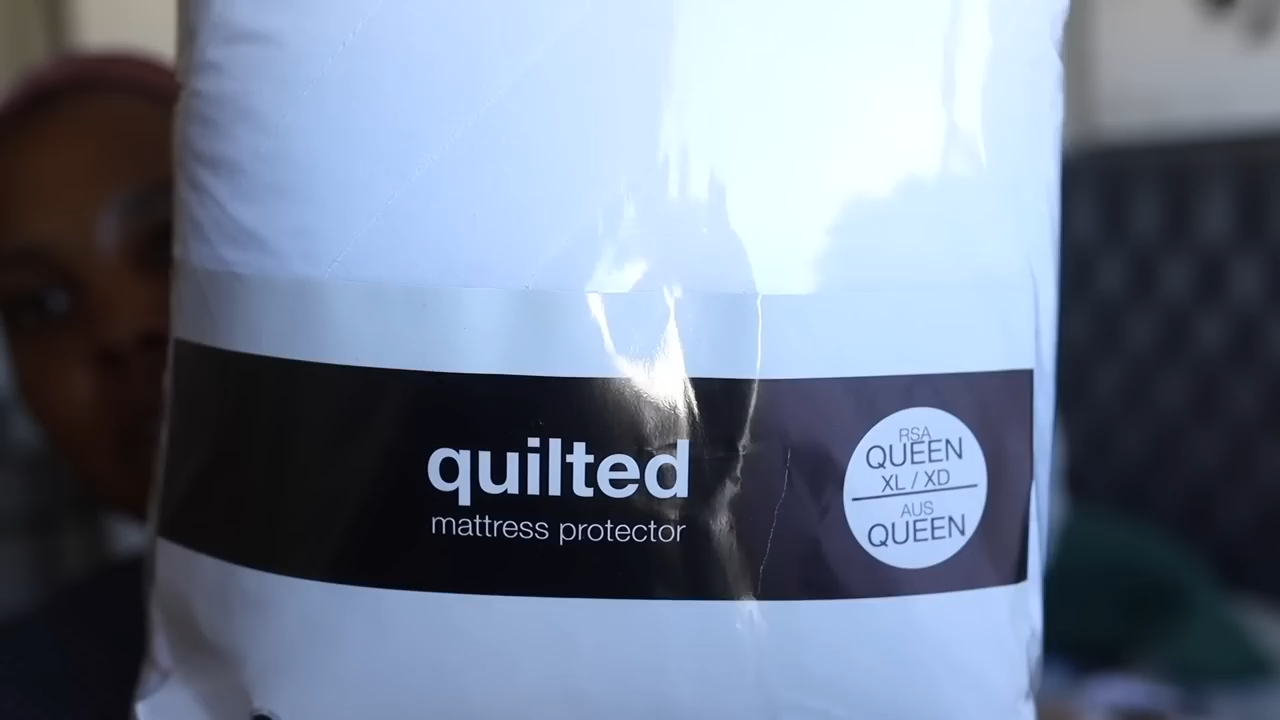 quilted
mattress protector
RSA
QUEEN
XL / XD
AUS
QUEEN